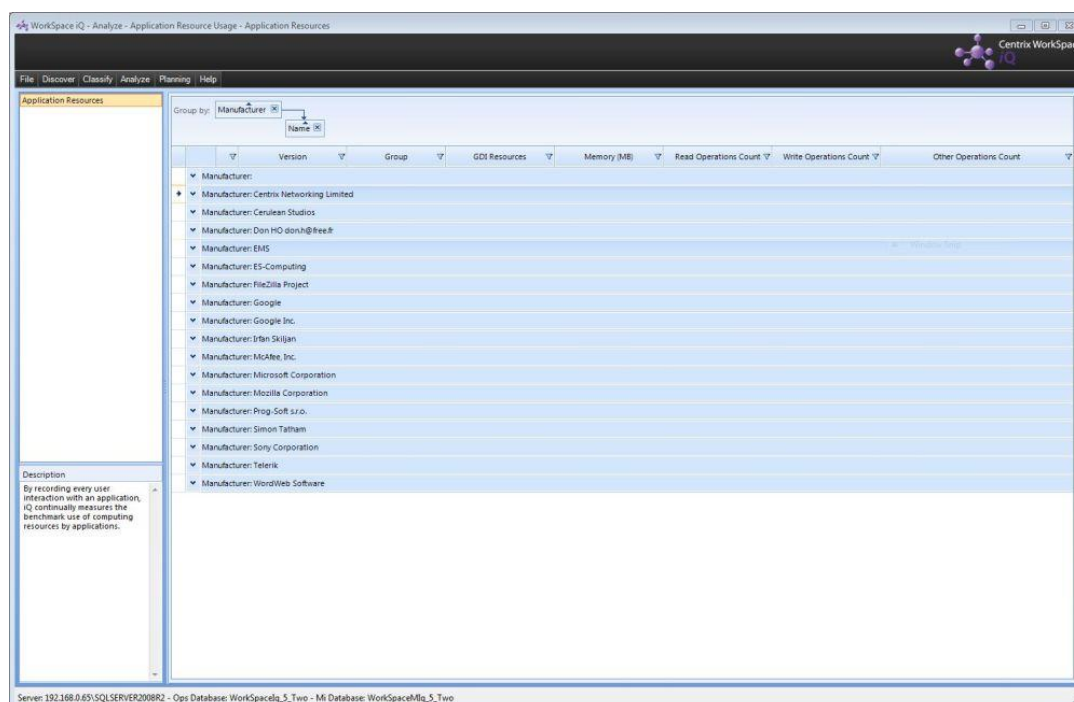 WorkSpace iQ - Analyze - Application Resource Usage - Application Resources
Centrix WorkSpa
iQ
File Discover Classify Analyze Planning Help
Application Resources
Group by: Manufacturer
Name
Version Group GDI Resources Memory (MB) Read Operations Count Write Operations Count Other Operations Count
Manufacturer:
Manufacturer: Centrix Networking Limited
Manufacturer: Cerulean Studios
Manufacturer: Don HO don.h@free.fr
Manufacturer: EMS
Window Snip
Manufacturer: ES-Computing
Manufacturer: FileZilla Project
Manufacturer: Google
Manufacturer: Google Inc.
Manufacturer: Irfan Skiljan
Manufacturer: McAfee, Inc.
Manufacturer: Microsoft Corporation
Manufacturer: Mozilla Corporation
Manufacturer: Prog-Soft s.r.o.
Manufacturer: Simon Tatham
Manufacturer: Sony Corporation
Manufacturer: Telerik
Manufacturer: WordWeb Software
Description
By recording every user
interaction with an application,
iQ continually measures the
benchmark use of computing
resources by applications.
Server: 192.168.0.65\SQLSERVER2008R2 - Ops Database: WorkSpaceIq_5_Two - Mi Database: WorkSpaceMIq_5_Two